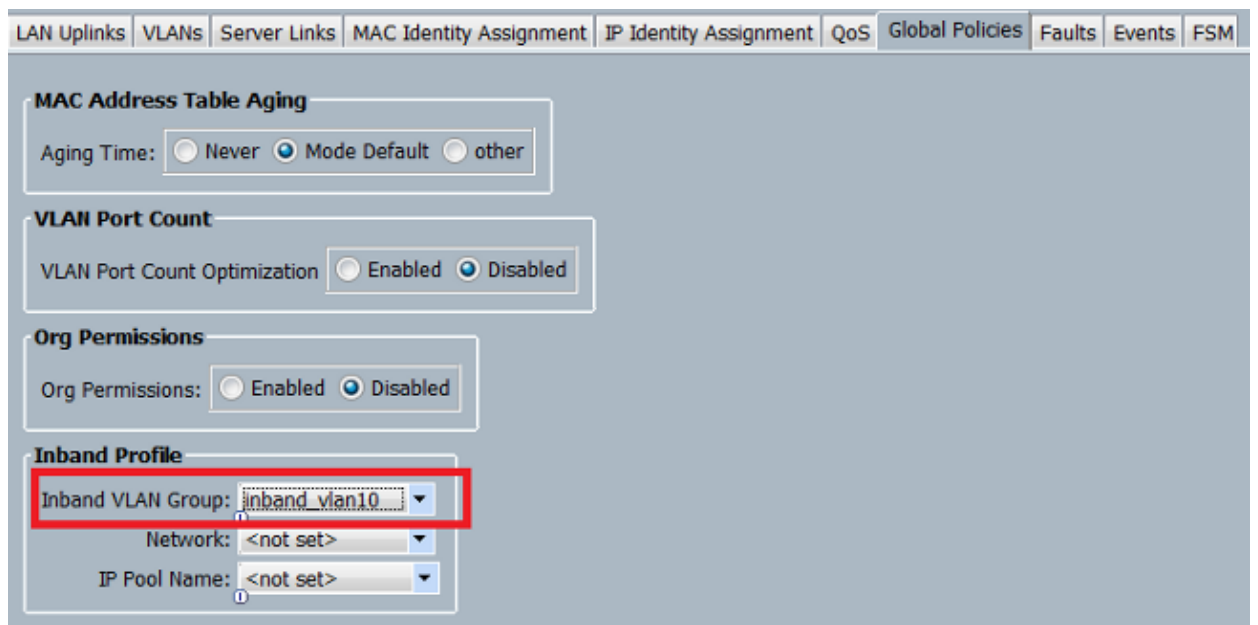 LAN Uplinks VLANs Server Links MAC Identity Assignment IP Identity Assignment QoS Global Policies Faults Events FSM
MAC Address Table Aging
Aging Time: Never Mode Default other
VLAN Port Count
VLAN Port Count Optimization Enabled Disabled
Org Permissions
Org Permissions: Enabled Disabled
Inband Profile
Inband VLAN Group: inband_vlan10
Network: <not set>
IP Pool Name: <not set>